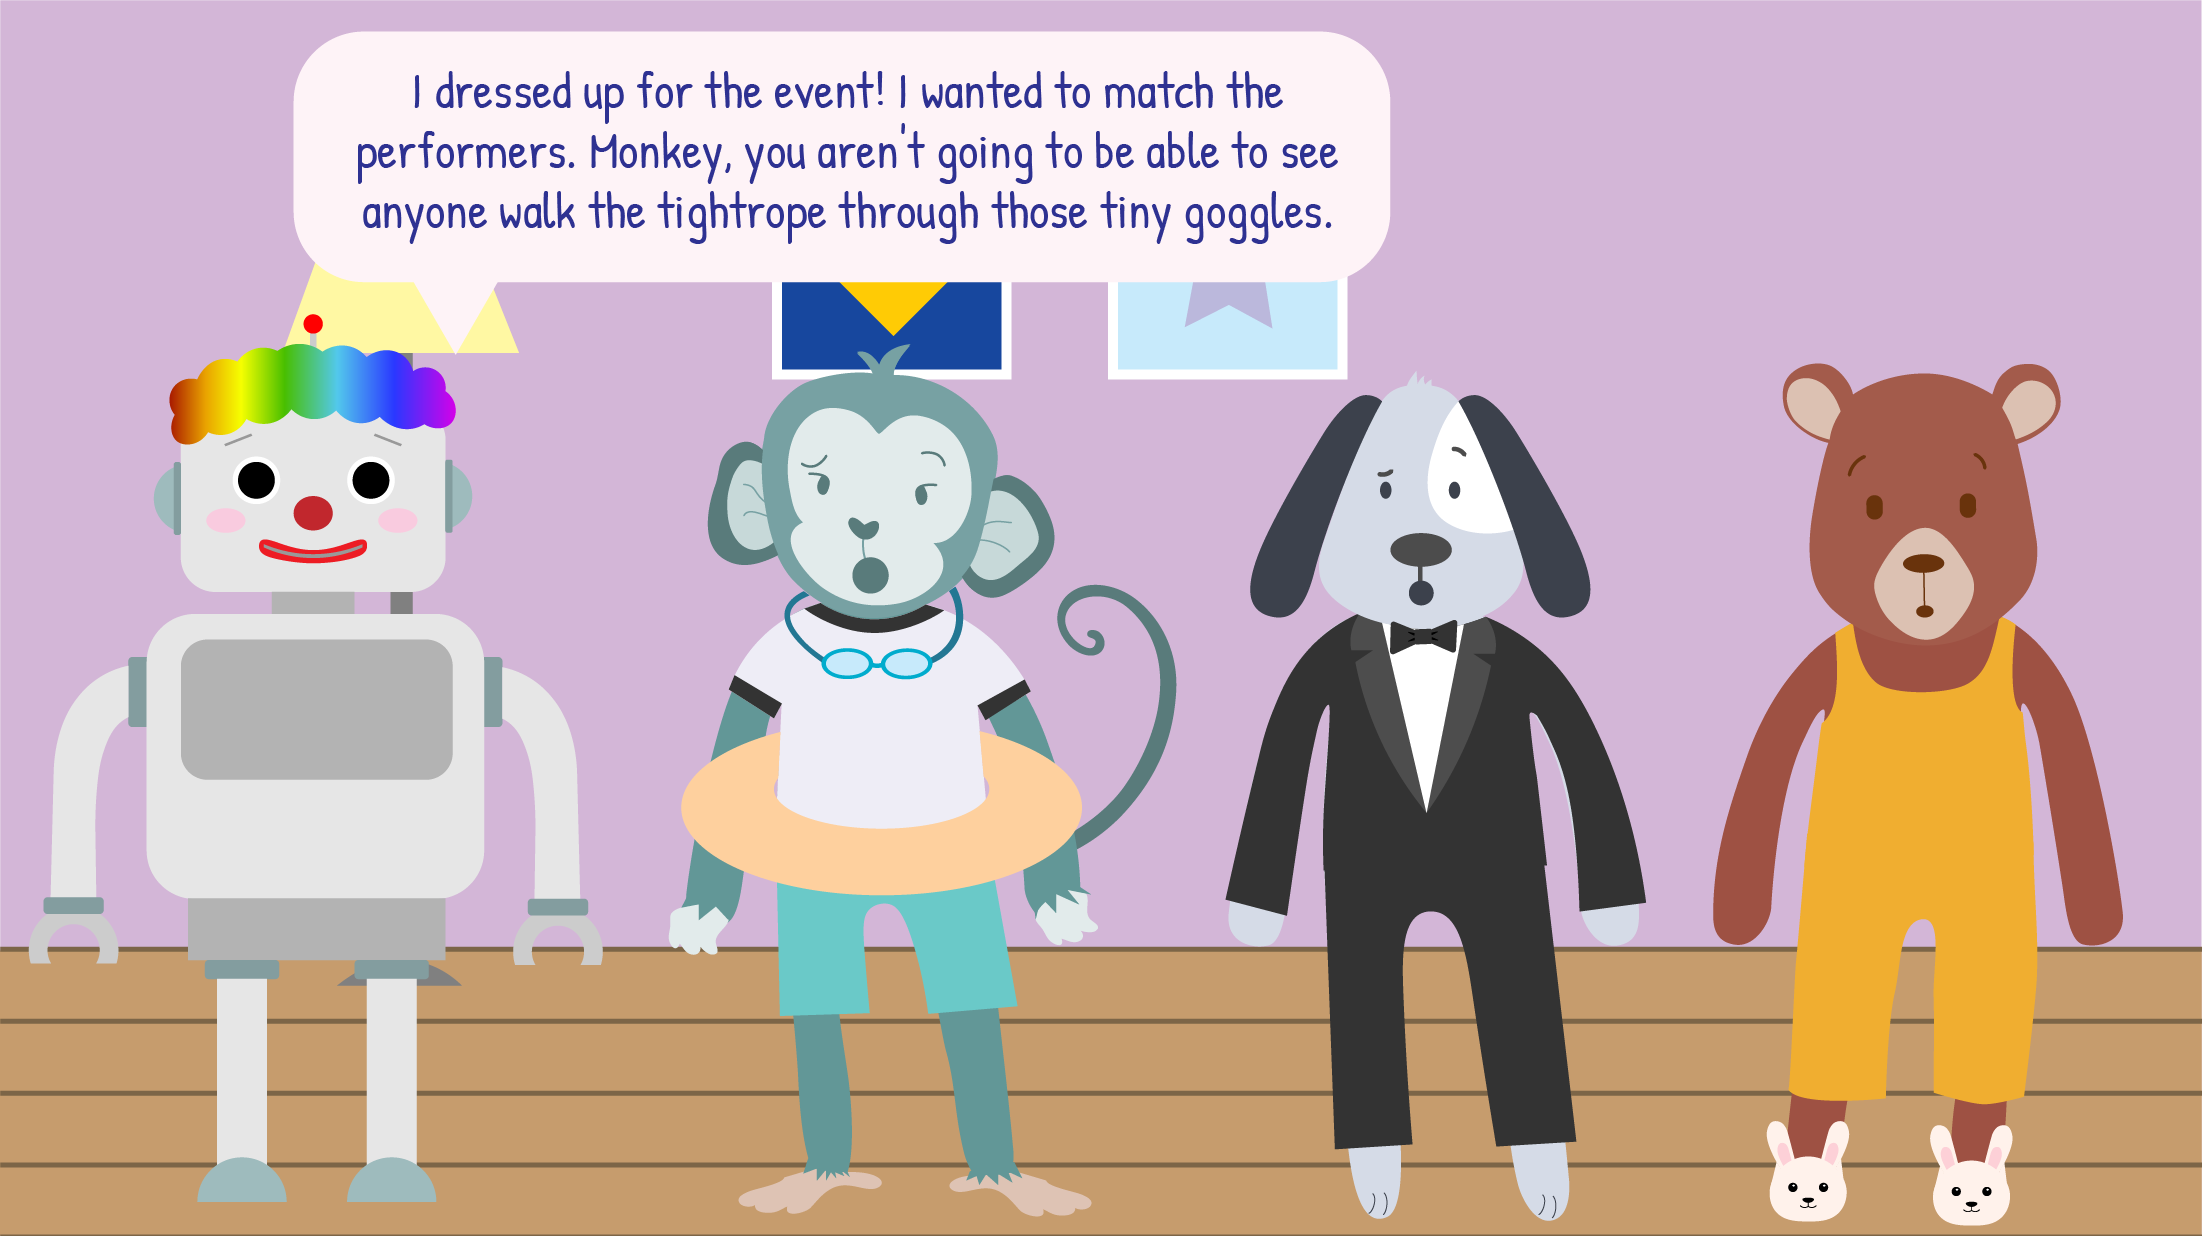 I dressed up for the event! I wanted to match the
performers. Monkey, you aren't going to be able to see
anyone walk the tightrope through those tiny goggles.